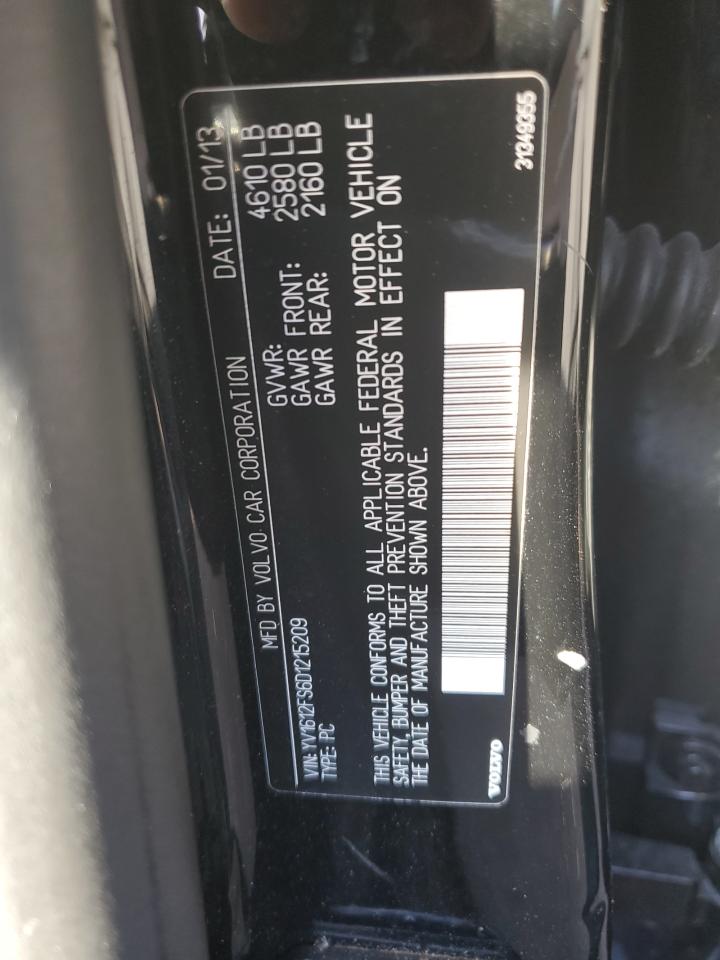 MFD BY VOLVO CAR CORPORATION DATE: 01/13
GVWR: 4610 LB
GAWR FRONT: 2580 LB
GAWR REAR: 2160 LB
VIN: YV1612FS6D1215209
TYPE: PC
THIS VEHICLE CONFORMS TO ALL APPLICABLE FEDERAL MOTOR VEHICLE
SAFETY, BUMPER AND THEFT PREVENTION STANDARDS IN EFFECT ON
THE DATE OF MANUFACTURE SHOWN ABOVE.
VOLVO 31349355